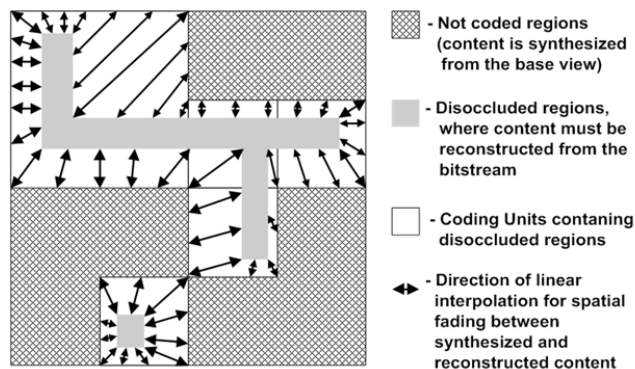 - Not coded regions
(content is synthesized
from the base view)
- Disoccluded regions,
where content must be
reconstructed from the
bitstream
- Coding Units contaning
disoccluded regions
- Direction of linear
interpolation for spatial
fading between
synthesized and
reconstructed content